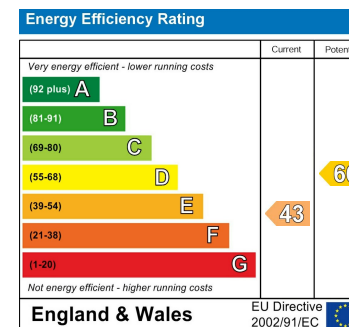 Energy Efficiency Rating
Current
Very energy efficient - lower running costs
(92 plus) A
(81-91) B
(69-80) C
(55-68) D
(39-54) E
43
(21-38) F
(1-20) G
Not energy efficient - higher running costs
England & Wales
EU Directive
2002/91/EC